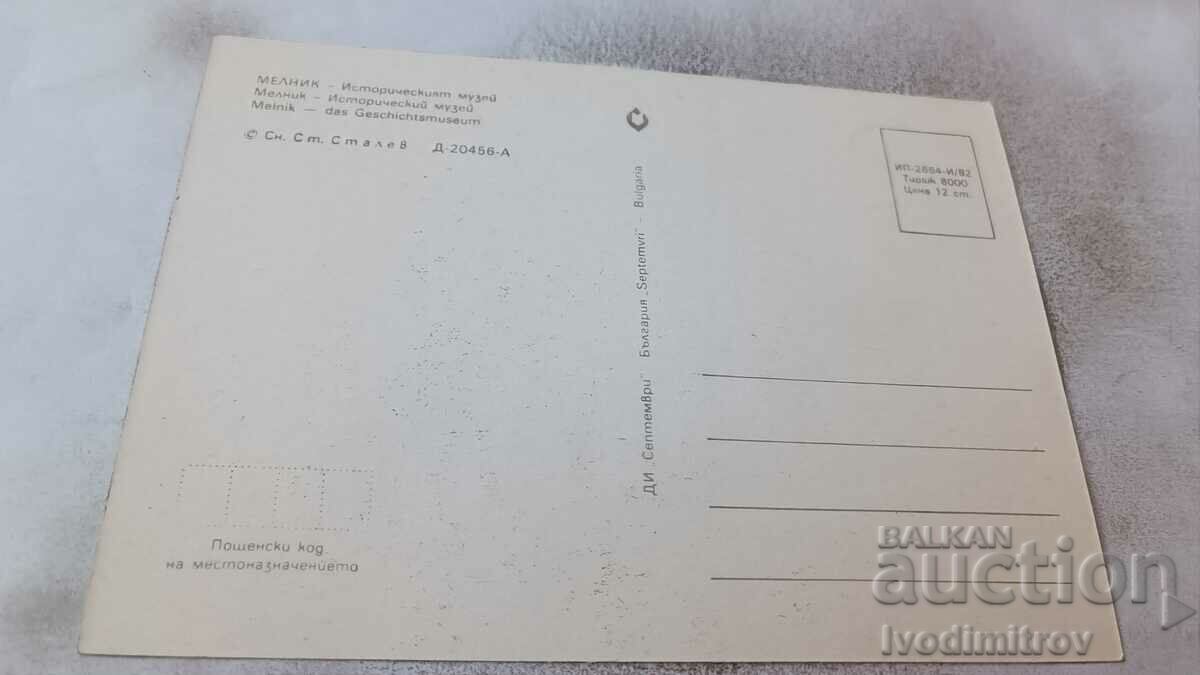 МЕЛНИК - Историческият музей
Мелник - Исторический музей
Melnik — das Geschichtsmuseum
© Сн. Ст. Сталев Д-20456-А
ДИ „Септември" България „Septemvri" - Bulgaria
ИП-2664-И/82
Тираж 8000
Цена 12 ст.
Пощенски код
на местоназначението
BALKAN
auction
Ivodimitrov